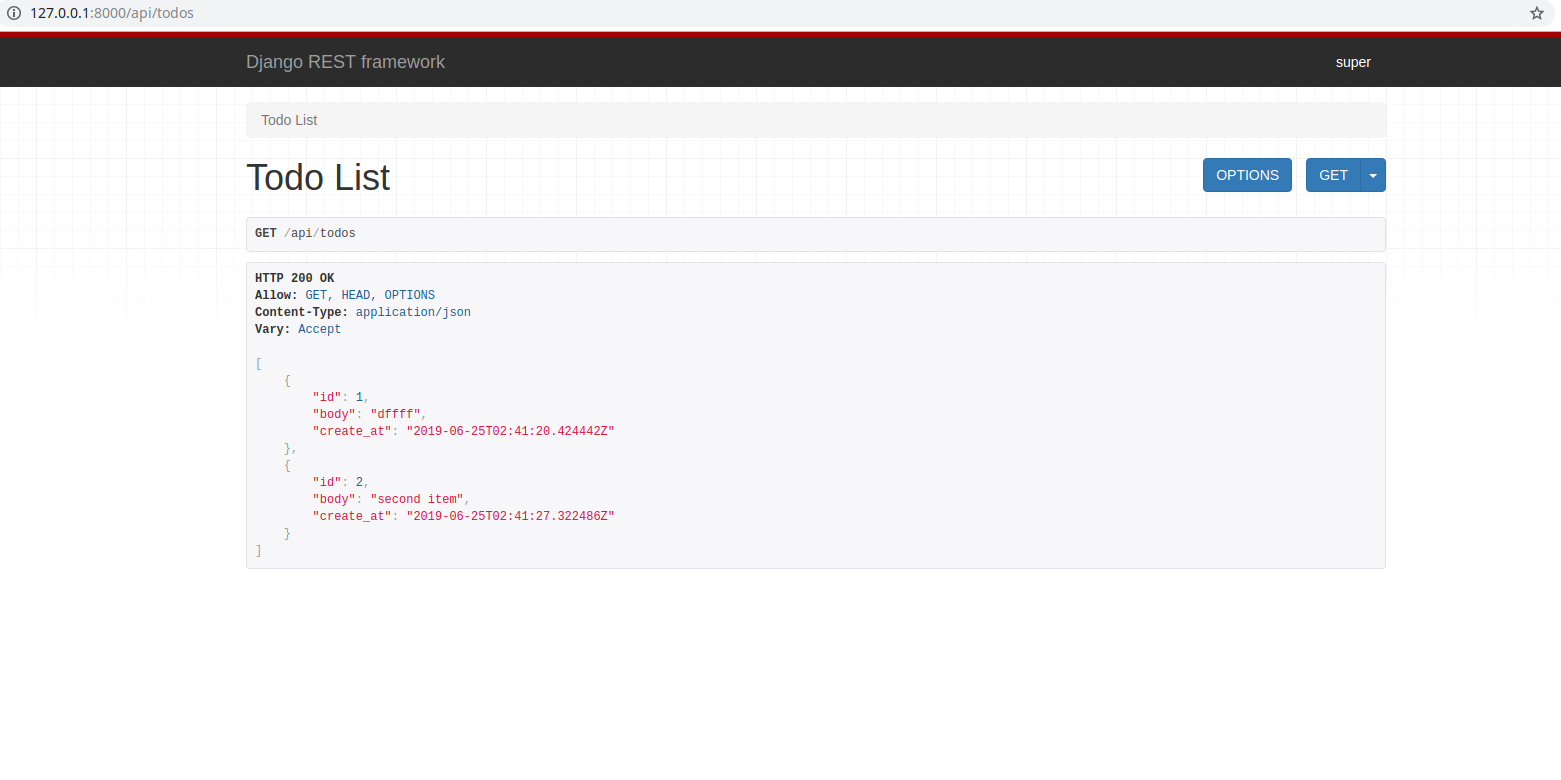 127.0.0.1:8000/api/todos
Django REST framework super
Todo List
Todo List OPTIONS GET
GET /api/todos
HTTP 200 OK
Allow: GET, HEAD, OPTIONS
Content-Type: application/json
Vary: Accept
[
    {
        "id": 1,
        "body": "dffff",
        "create_at": "2019-06-25T02:41:20.424442Z"
    },
    {
        "id": 2,
        "body": "second item",
        "create_at": "2019-06-25T02:41:27.322486Z"
    }
]